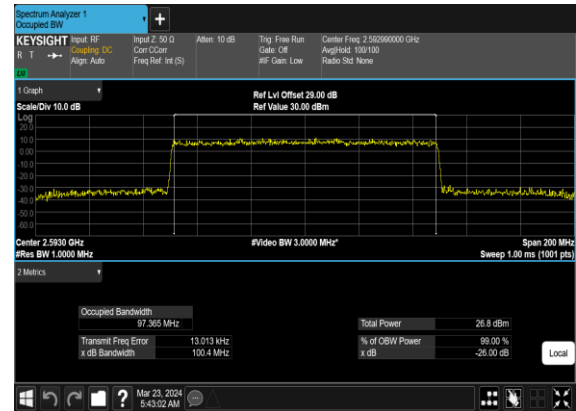 Spectrum Analyzer 1
Occupied BW
+
KEYSIGHT Input: RF Input Z: 50 Ω Atten: 10 dB Trig: Free Run Center Freq: 2.592990000 GHz
R T Coupling: DC Corr CCorr Gate: Off Avg|Hold: 100/100
Align: Auto Freq Ref: Int (S) #IF Gain: Low Radio Std: None
LXI
1 Graph
Ref Lvl Offset 29.00 dB
Scale/Div 10.0 dB Ref Value 30.00 dBm
Log
20.0
10.0
0.00
-10.0
-20.0
-30.0
-40.0
-50.0
-60.0
Center 2.5930 GHz #Video BW 3.0000 MHz* Span 200 MHz
#Res BW 1.0000 MHz Sweep 1.00 ms (1001 pts)
2 Metrics
Occupied Bandwidth
97.365 MHz Total Power 26.8 dBm
Transmit Freq Error 13.013 kHz % of OBW Power 99.00 %
x dB Bandwidth 100.4 MHz x dB -26.00 dB
Local
? Mar 23, 2024
5:43:02 AM